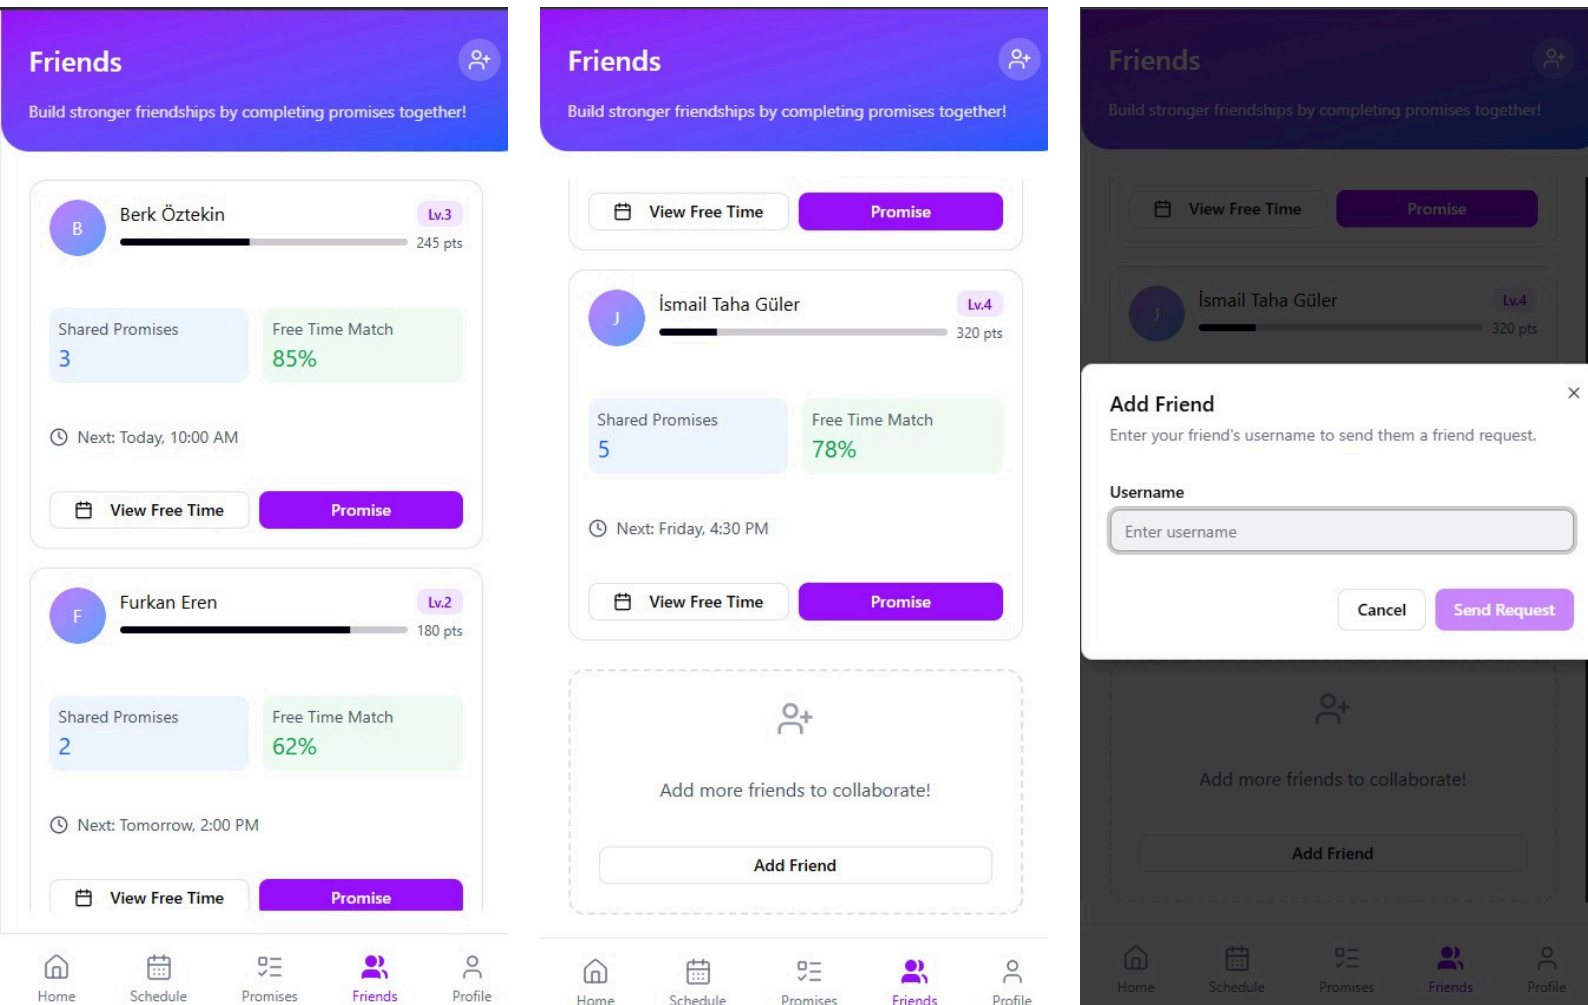 Friends
Build stronger friendships by completing promises together!
B
Berk Öztekin
Lv.3
245 pts
Shared Promises
3
Free Time Match
85%
Next: Today, 10:00 AM
View Free Time
Promise
F
Furkan Eren
Lv.2
180 pts
Shared Promises
2
Free Time Match
62%
Next: Tomorrow, 2:00 PM
View Free Time
Promise
Home
Schedule
Promises
Friends
Profile
Friends
Build stronger friendships by completing promises together!
View Free Time
Promise
J
İsmail Taha Güler
Lv.4
320 pts
Shared Promises
5
Free Time Match
78%
Next: Friday, 4:30 PM
View Free Time
Promise
Add more friends to collaborate!
Add Friend
Home
Schedule
Promises
Friends
Profile
Friends
Build stronger friendships by completing promises together!
View Free Time
Promise
J
İsmail Taha Güler
Lv.4
320 pts
Add Friend
Enter your friend's username to send them a friend request.
Username
Enter username
Cancel
Send Request
Add more friends to collaborate!
Add Friend
Home
Schedule
Promises
Friends
Profile